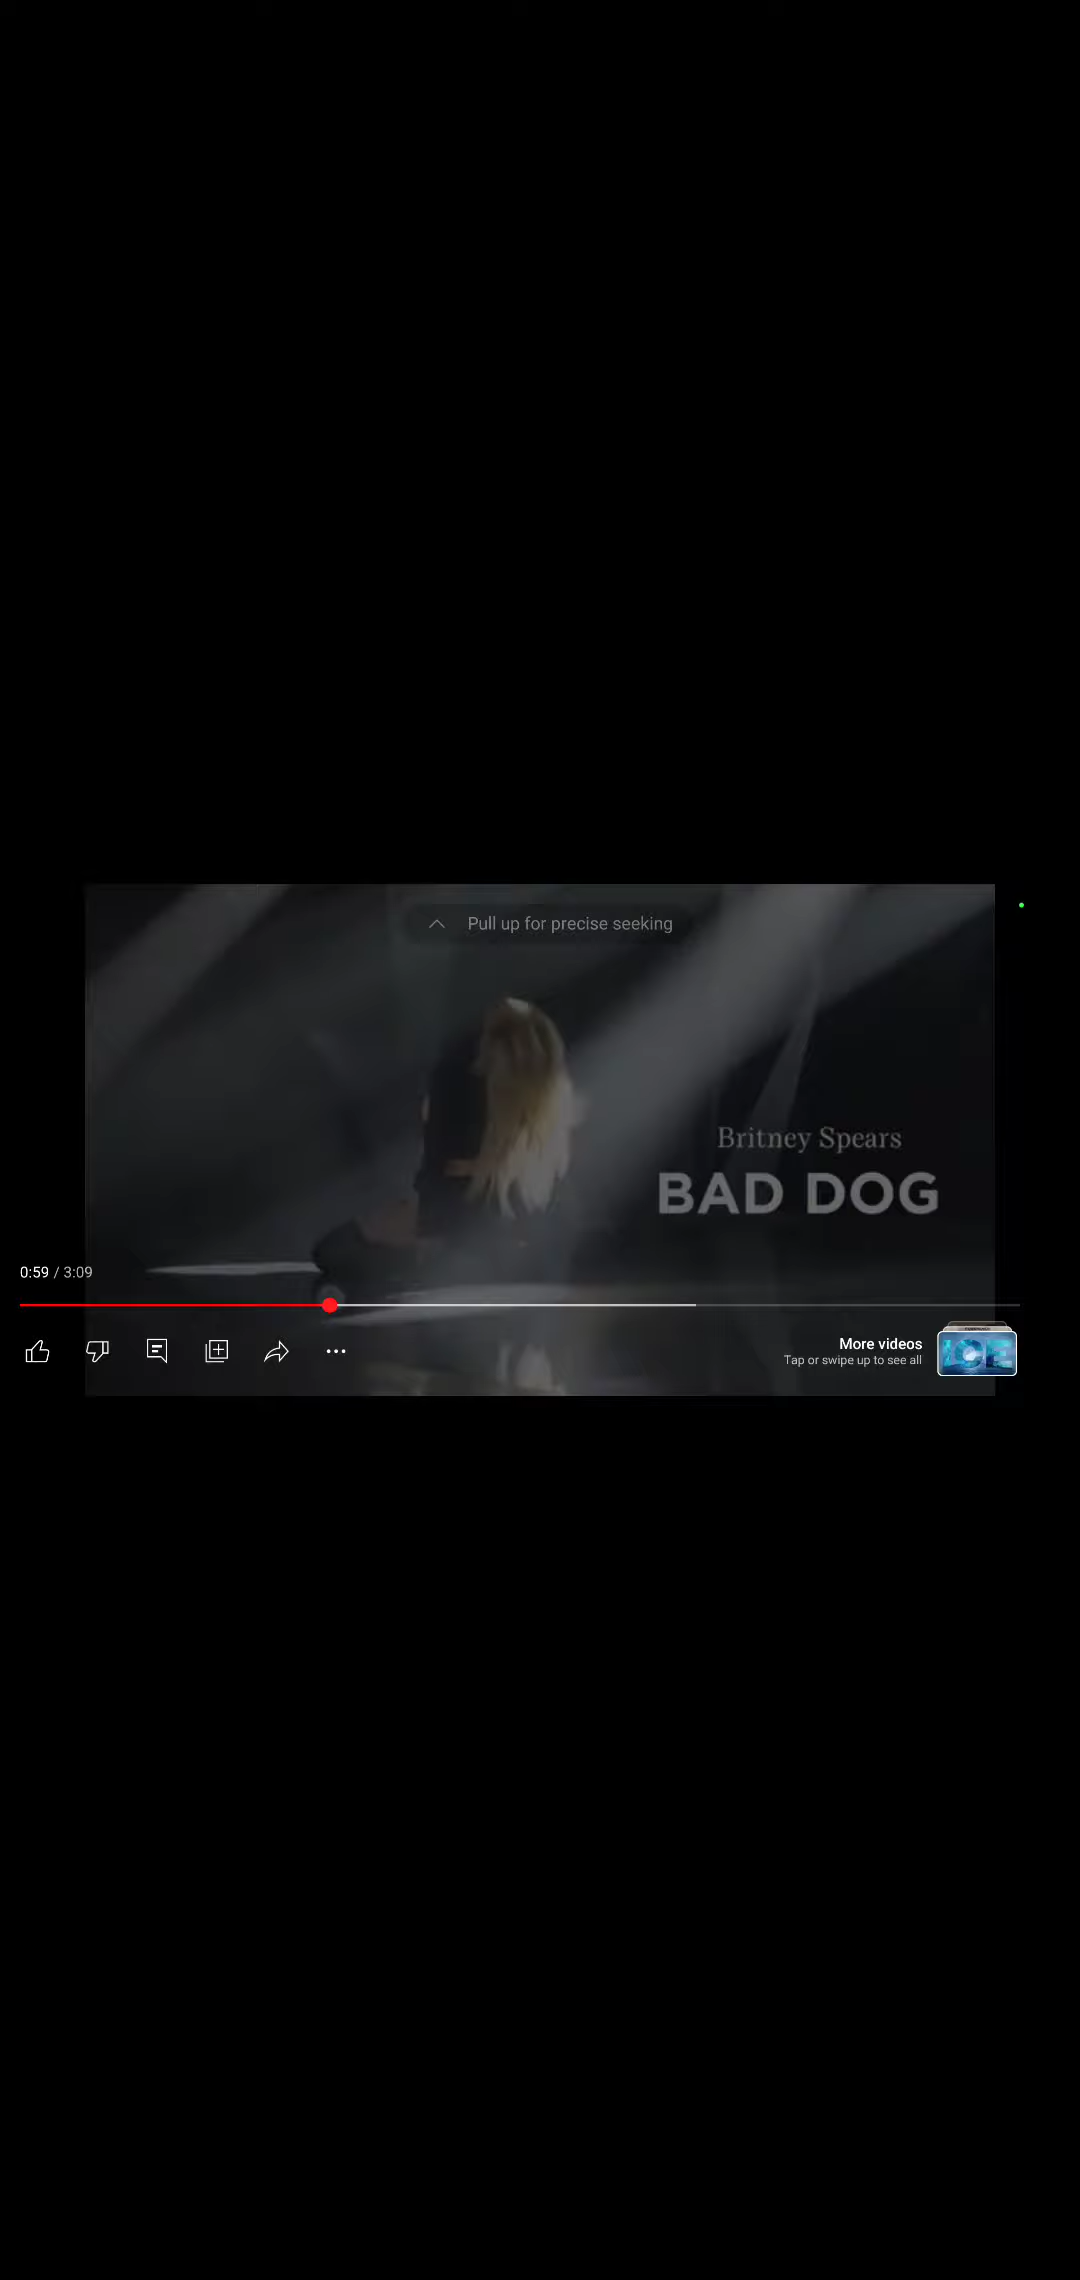 Pull up for precise seeking
Britney Spears
BAD DOG
0:59 / 3:09
More videos
Tap or swipe up to see all
ICE